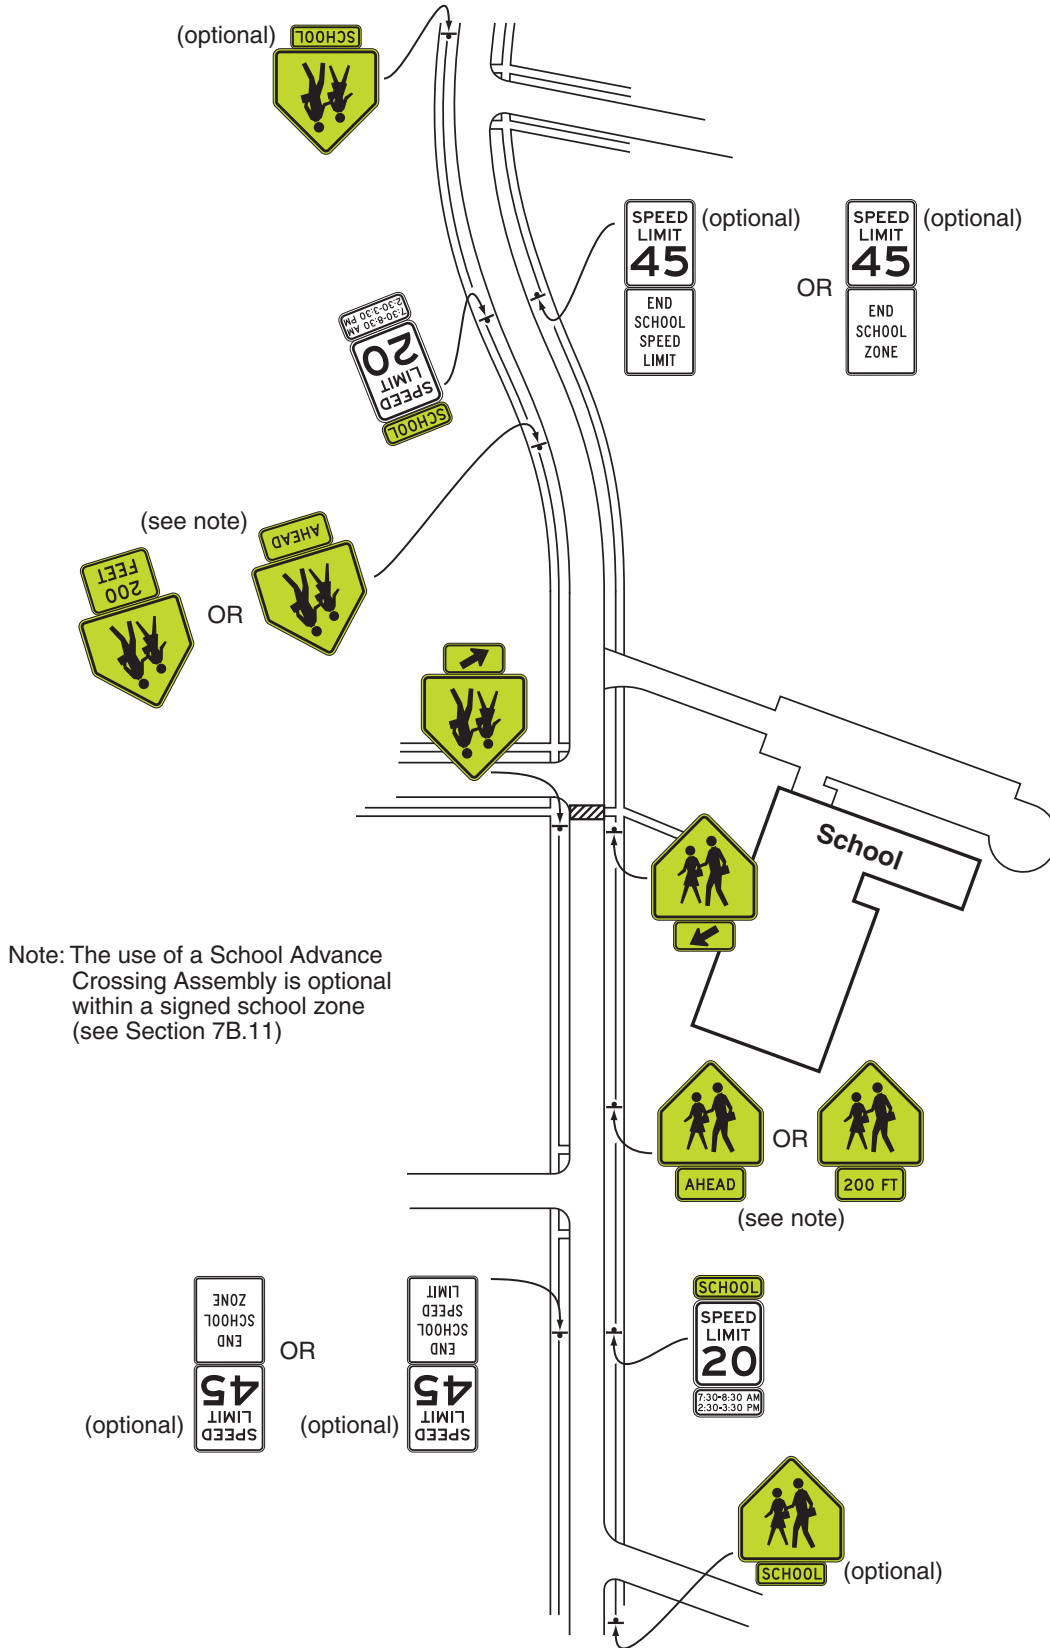 (optional)
SCHOOL
SPEED
LIMIT
45
(optional)
END
SCHOOL
SPEED
LIMIT
OR
SPEED
LIMIT
45
(optional)
END
SCHOOL
ZONE
SCHOOL
SPEED
LIMIT
20
7:30-8:30 AM
2:30-3:30 PM
(see note)
AHEAD
OR
200
FEET
School
Note: The use of a School Advance
Crossing Assembly is optional
within a signed school zone
(see Section 7B.11)
AHEAD
OR
200 FT
(see note)
SCHOOL
SPEED
LIMIT
20
7:30-8:30 AM
2:30-3:30 PM
SPEED
LIMIT
45
END
SCHOOL
ZONE
(optional)
OR
SPEED
LIMIT
45
END
SCHOOL
SPEED
LIMIT
(optional)
SCHOOL
(optional)